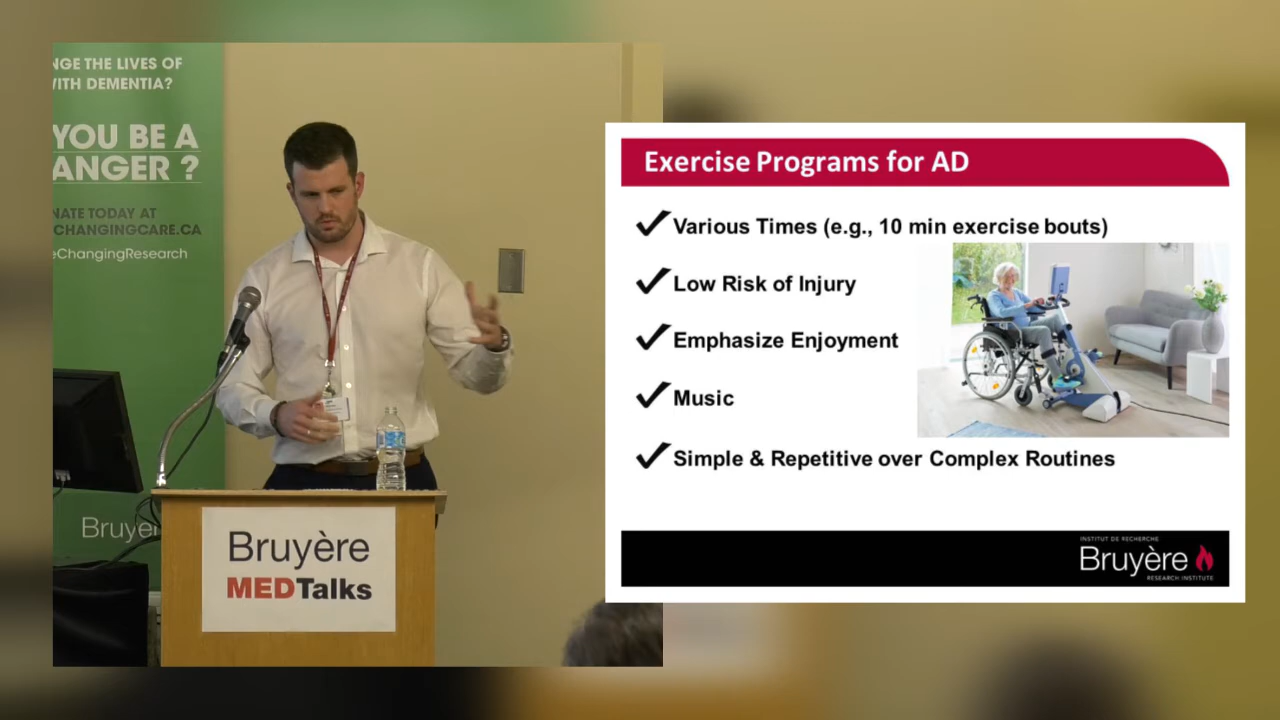 NGE THE LIVES OF
WITH DEMENTIA?
YOU BE A
ANGER ?
NATE TODAY AT
CHANGINGCARE.CA
eChangingResearch
Bruyèr
Bruyère
MEDTalks
Exercise Programs for AD
Various Times (e.g., 10 min exercise bouts)
Low Risk of Injury
Emphasize Enjoyment
Music
Simple & Repetitive over Complex Routines
INSTITUT DE RECHERCHE
Bruyère
RESEARCH INSTITUTE